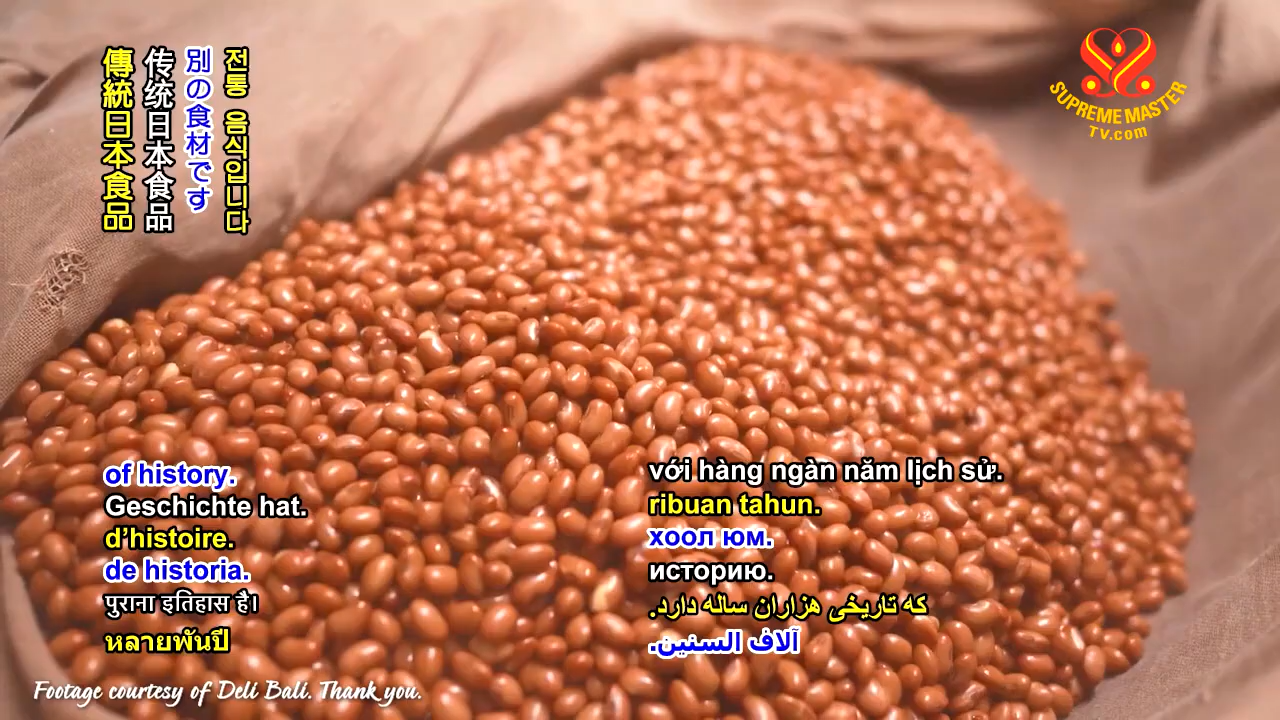 傳統日本食品
传统日本食品
別の食材です
전통 음식입니다
SUPREME MASTER
TV.com
of history.
Geschichte hat.
d’histoire.
de historia.
पुराना इतिहास है।
หลายพันปี
với hàng ngàn năm lịch sử.
ribuan tahun.
хоол юм.
историю.
که تاریخی هزاران ساله دارد.
آلاف السنين.
Footage courtesy of Deli Bali. Thank you.